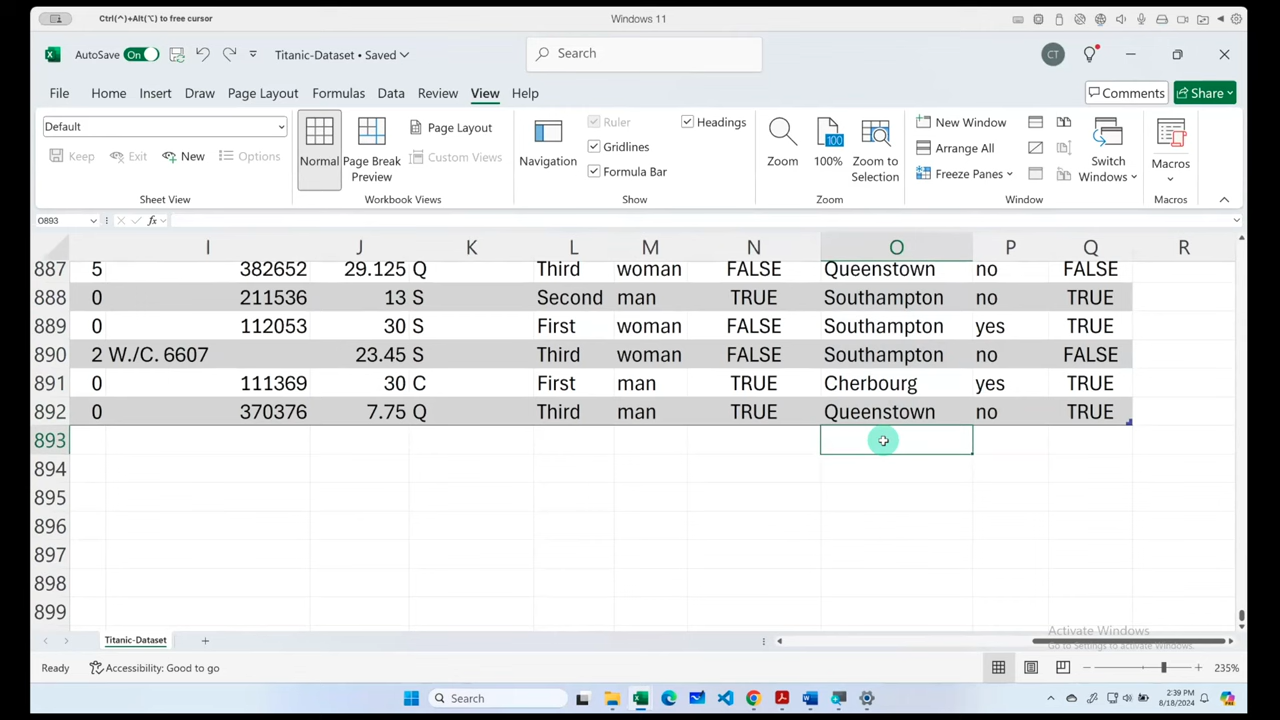 Ctrl(^)+Alt(⌥) to free cursor
Windows 11
AutoSave On
Titanic-Dataset • Saved
Search
CT
File Home Insert Draw Page Layout Formulas Data Review View Help
Comments Share
Default
Keep Exit New Options
Sheet View
Normal
Page Break Preview
Page Layout
Custom Views
Workbook Views
Navigation
Ruler
Gridlines
Formula Bar
Headings
Show
Zoom
100
100%
Zoom to Selection
Zoom
New Window
Arrange All
Freeze Panes
Switch Windows
Window
Macros
Macros
O893
fx
I J K L M N O P Q R
887 5 382652 29.125 Q Third woman FALSE Queenstown no FALSE
888 0 211536 13 S Second man TRUE Southampton no TRUE
889 0 112053 30 S First woman FALSE Southampton yes TRUE
890 2 W./C. 6607 23.45 S Third woman FALSE Southampton no FALSE
891 0 111369 30 C First man TRUE Cherbourg yes TRUE
892 0 370376 7.75 Q Third man TRUE Queenstown no TRUE
893
894
895
896
897
898
899
Activate Windows
Go to Settings to activate Windows.
Titanic-Dataset
Ready
Accessibility: Good to go
235%
Search
2:39 PM
8/18/2024